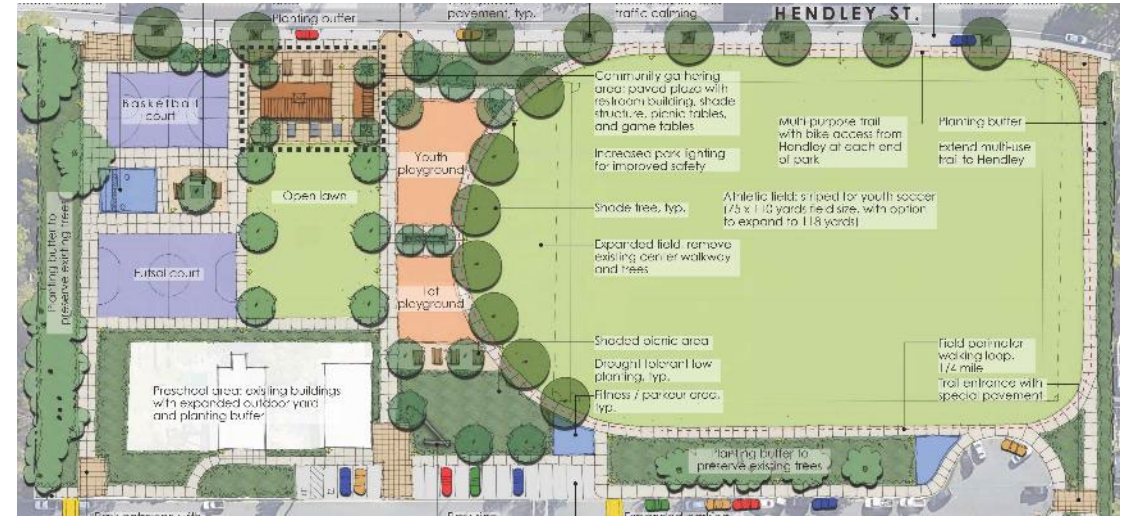 Planting buffer
pavement, typ.
traffic calming
HENDLEY ST.
Basketball
court
Community gathering
area: paved plaza with
restroom building, shade
structure, picnic tables,
and game tables
Multi-purpose trail
with bike access from
Hendley at each end
of park
Planting buffer
Extend multi-use
trail to Hendley
Youth
playground
Increased park lighting
for improved safety
Open lawn
Shade tree, typ.
Athletic field: striped for youth soccer
(75 x 110 yards field size, with option
to expand to 118 yards)
Planting buffer to
preserve existing trees
Futsal court
Expanded field, remove
existing center walkway
and trees
Tot
playground
Shaded picnic area
Drought tolerant low
planting, typ.
Fitness / parkour area,
typ.
Field perimeter
walking loop,
1/4 mile
Trail entrance with
special pavement
Preschool area: existing buildings
with expanded outdoor yard
and planting buffer
Planting buffer to
preserve existing trees